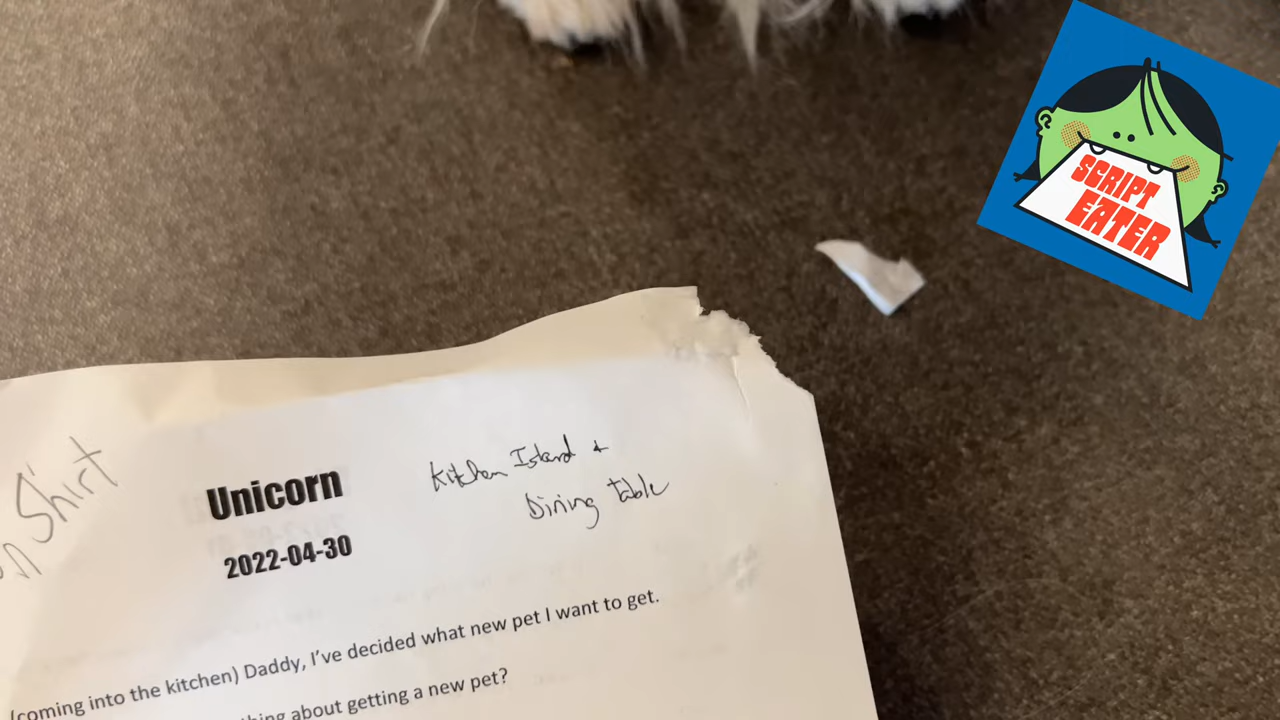 SCRIPT
EATER
Shirt
Unicorn
Kitchen Island +
Dining table
2022-04-30
(coming into the kitchen) Daddy, I've decided what new pet I want to get.
about getting a new pet?